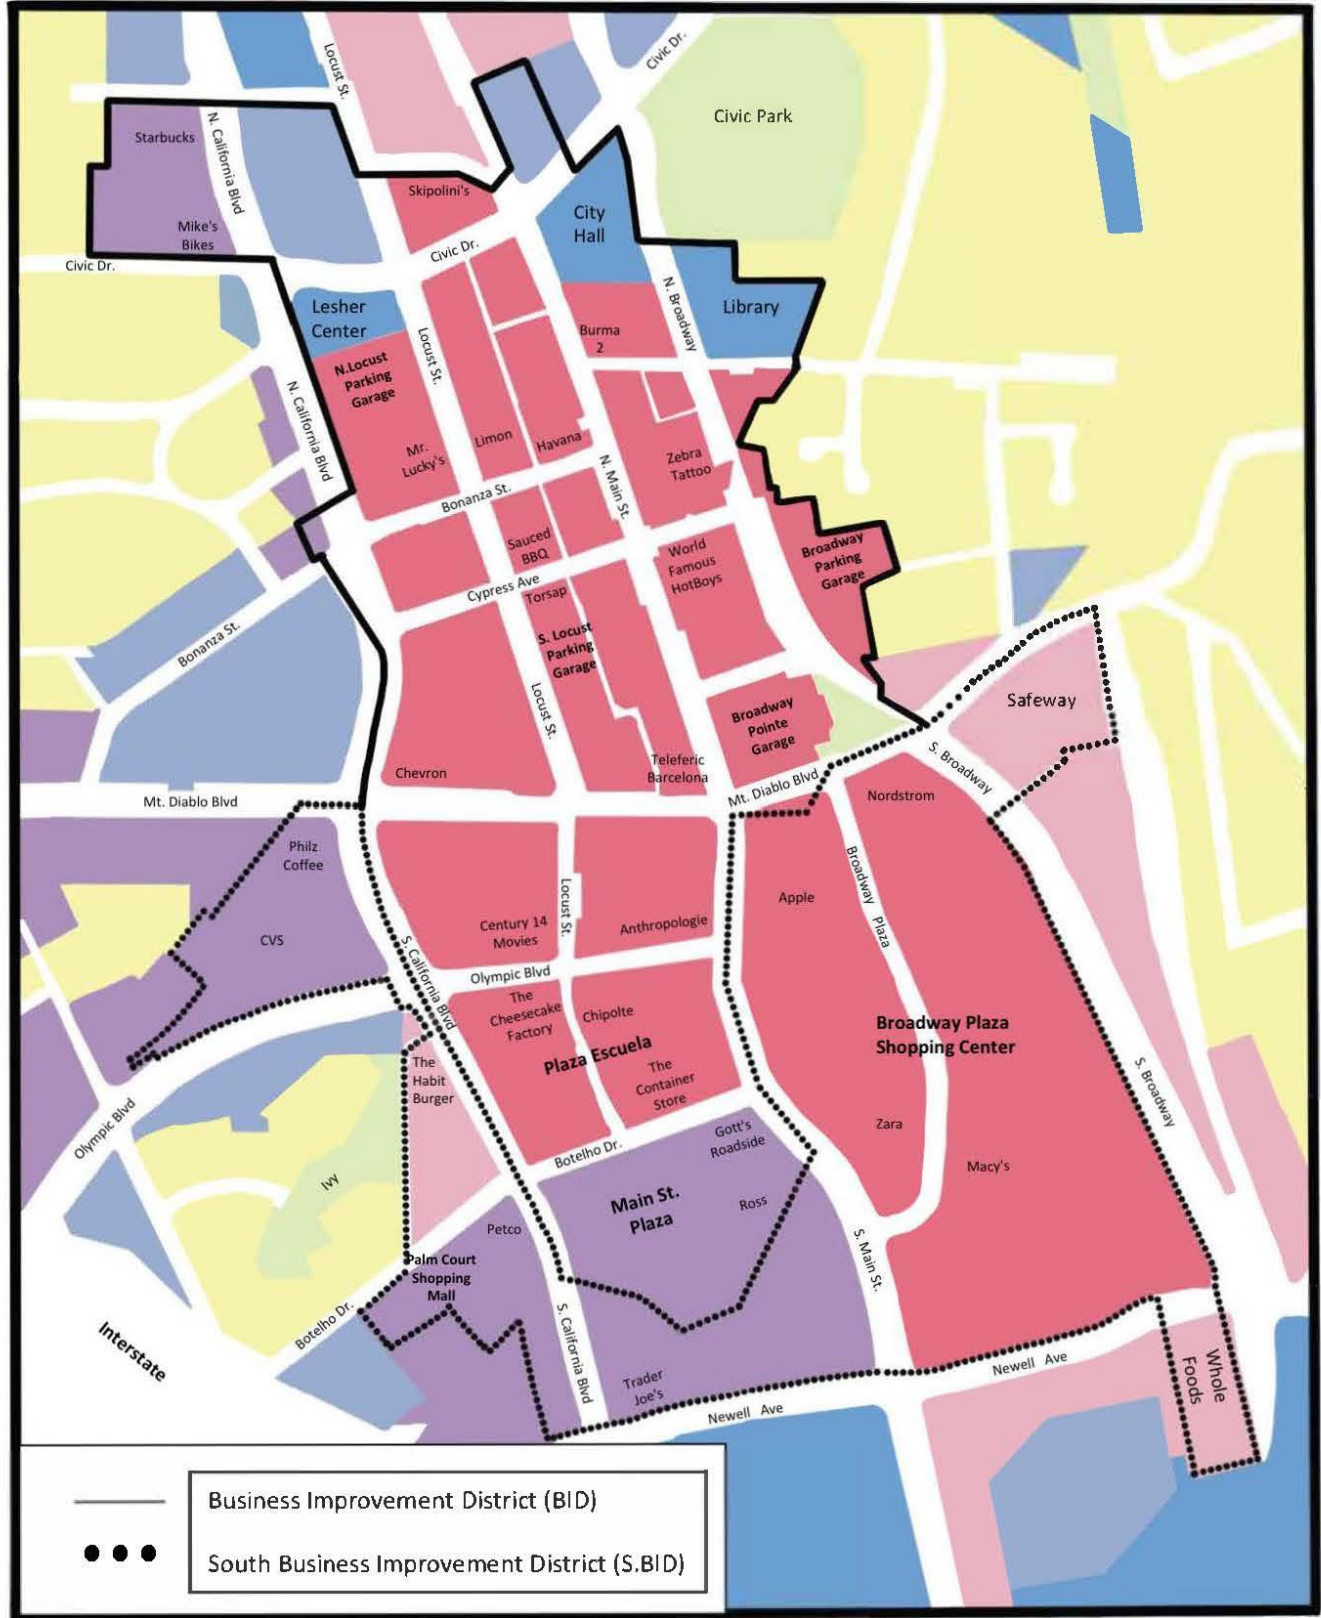 Locust St.
Civic Dr.
Civic Park
Starbucks
N. California Blvd
Skipolini's
City
Hall
Mike's
Bikes
Civic Dr.
Civic Dr.
Lesher
Center
N. Broadway
Library
Burma
2
Locust St.
N.Locust
Parking
Garage
N. California Blvd
Mr.
Lucky's
Limon
Havana
Zebra
Tattoo
N. Main St.
Bonanza St.
Sauced
BBQ
World
Famous
HotBoys
Broadway
Parking
Garage
Cypress Ave
Torsap
Bonanza St.
S. Locust
Parking
Garage
Locust St.
Safeway
Broadway
Pointe
Garage
S. Broadway
Chevron
Teleferic
Barcelona
Mt. Diablo Blvd
Mt. Diablo Blvd
Nordstrom
Philz
Coffee
Broadway Plaza
Apple
Locust St.
Century 14
Movies
Anthropologie
CVS
S. California Blvd
Olympic Blvd
The
Cheesecake
Factory
Chipolte
Broadway Plaza
Shopping Center
Plaza Escuela
The
Habit
Burger
The
Container
Store
S. Broadway
Olympic Blvd
Zara
Gott's
Roadside
Botelho Dr.
Macy's
Ivy
Main St.
Plaza
Ross
Petco
S. Main St.
Palm Court
Shopping
Mall
Botelho Dr.
Interstate
S. California Blvd
Trader
Joe's
Newell Ave
Newell Ave
Whole
Foods
Business Improvement District (BID)
South Business Improvement District (S.BID)